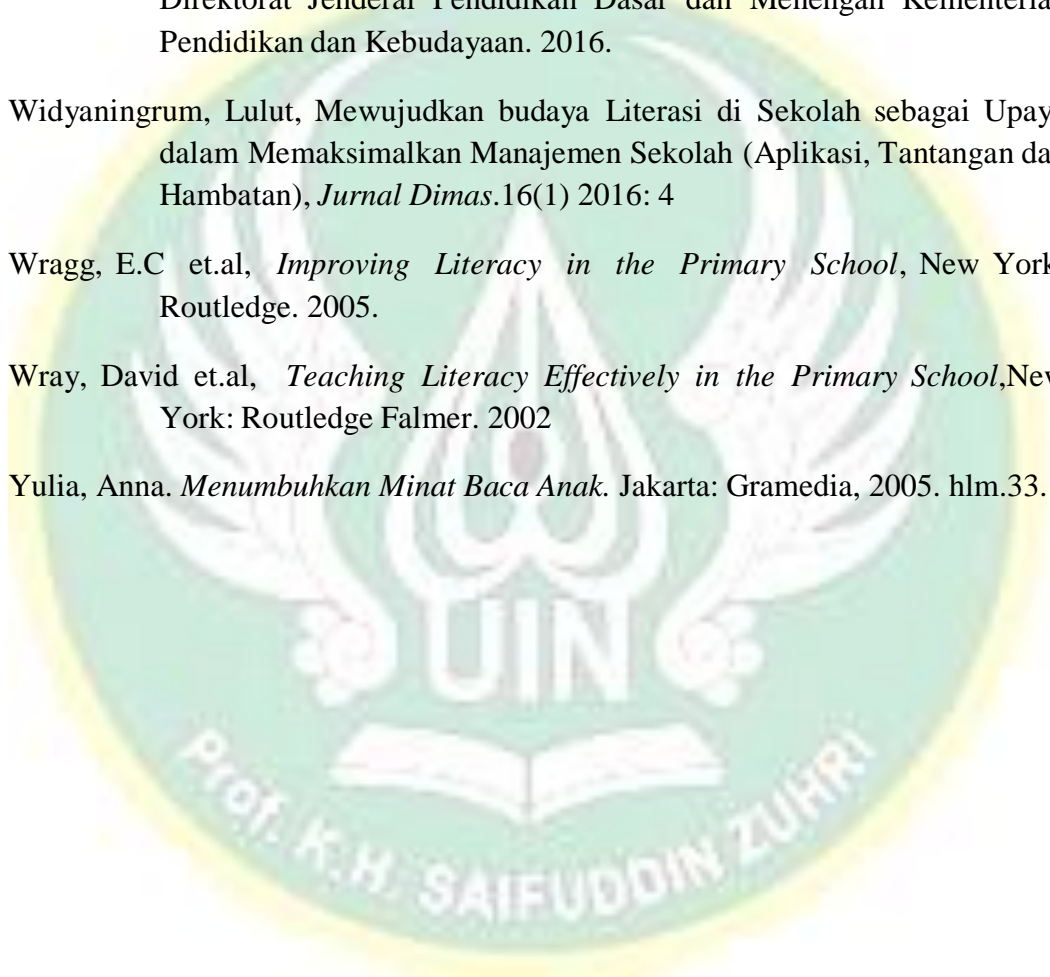 Direktorat Jenderal Pendidikan Dasar dan Menengah Kementeria
Pendidikan dan Kebudayaan. 2016.
Widyaningrum, Lulut, Mewujudkan budaya Literasi di Sekolah sebagai Upay
dalam Memaksimalkan Manajemen Sekolah (Aplikasi, Tantangan da
Hambatan), Jurnal Dimas.16(1) 2016: 4
Wragg, E.C et.al, Improving Literacy in the Primary School, New York
Routledge. 2005.
Wray, David et.al, Teaching Literacy Effectively in the Primary School,New
York: Routledge Falmer. 2002
Yulia, Anna. Menumbuhkan Minat Baca Anak. Jakarta: Gramedia, 2005. hlm.33.
UIN
Prof. K.H. SAIFUDDIN ZUHRI